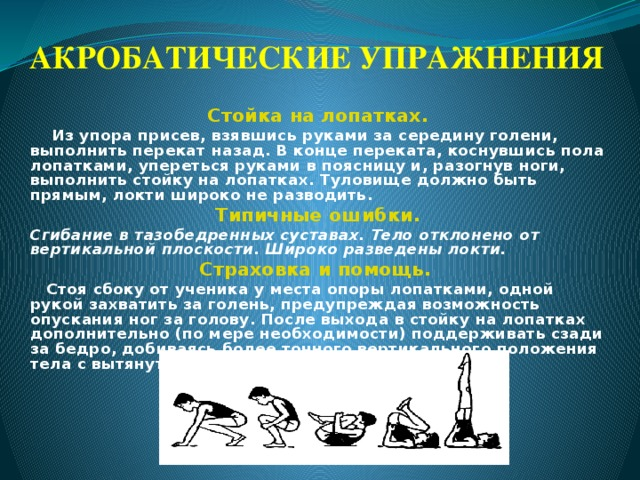 АКРОБАТИЧЕСКИЕ УПРАЖНЕНИЯ
Стойка на лопатках.
Из упора присев, взявшись руками за середину голени,
выполнить перекат назад. В конце переката, коснувшись пола
лопатками, упереться руками в поясницу и, разогнув ноги,
выполнить стойку на лопатках. Туловище должно быть
прямым, локти широко не разводить.
Типичные ошибки.
Сгибание в тазобедренных суставах. Тело отклонено от
вертикальной плоскости. Широко разведены локти.
Страховка и помощь.
Стоя сбоку от ученика у места опоры лопатками, одной
рукой захватить за голень, предупреждая возможность
опускания ног за голову. После выхода в стойку на лопатках
дополнительно (по мере необходимости) поддерживать сзади
за бедро, добиваясь более точного вертикального положения
тела с